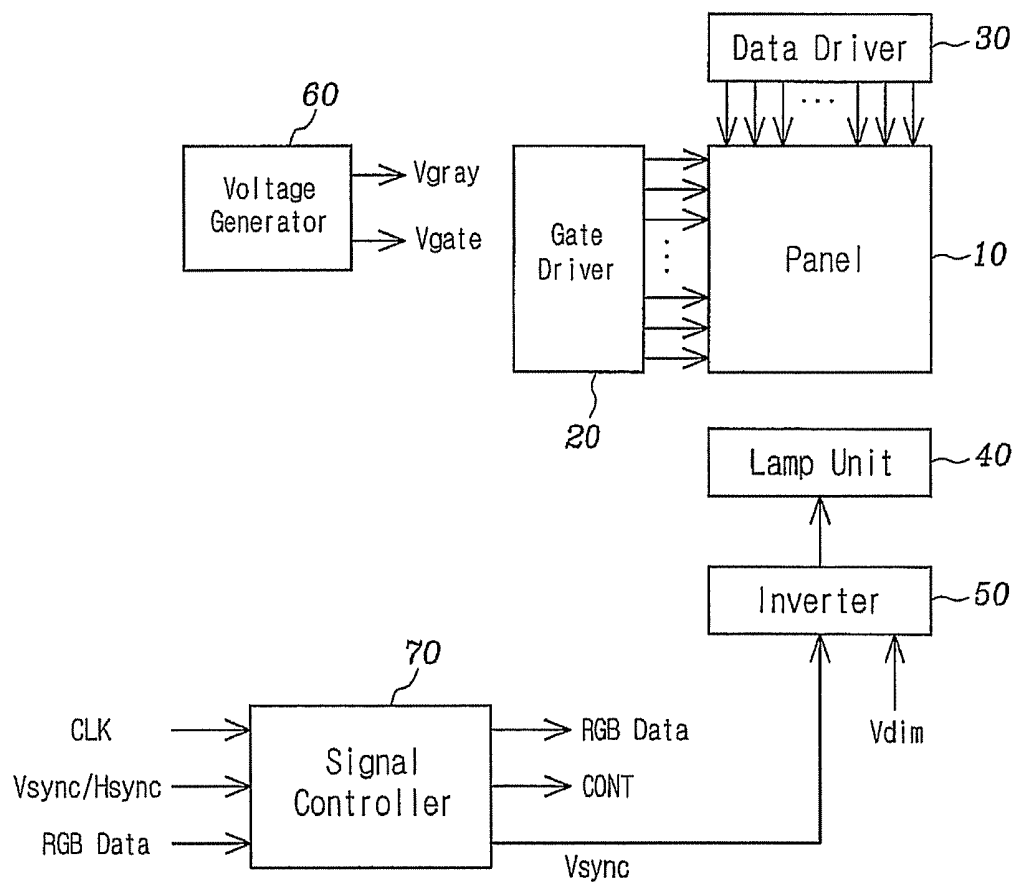 Data Driver
30
60
Voltage
Generator
Vgray
Vgate
Gate
Driver
...
Panel
10
20
Lamp Unit
40
Inverter
50
70
CLK
Vsync/Hsync
RGB Data
Signal
Controller
RGB Data
CONT
Vsync
Vdim